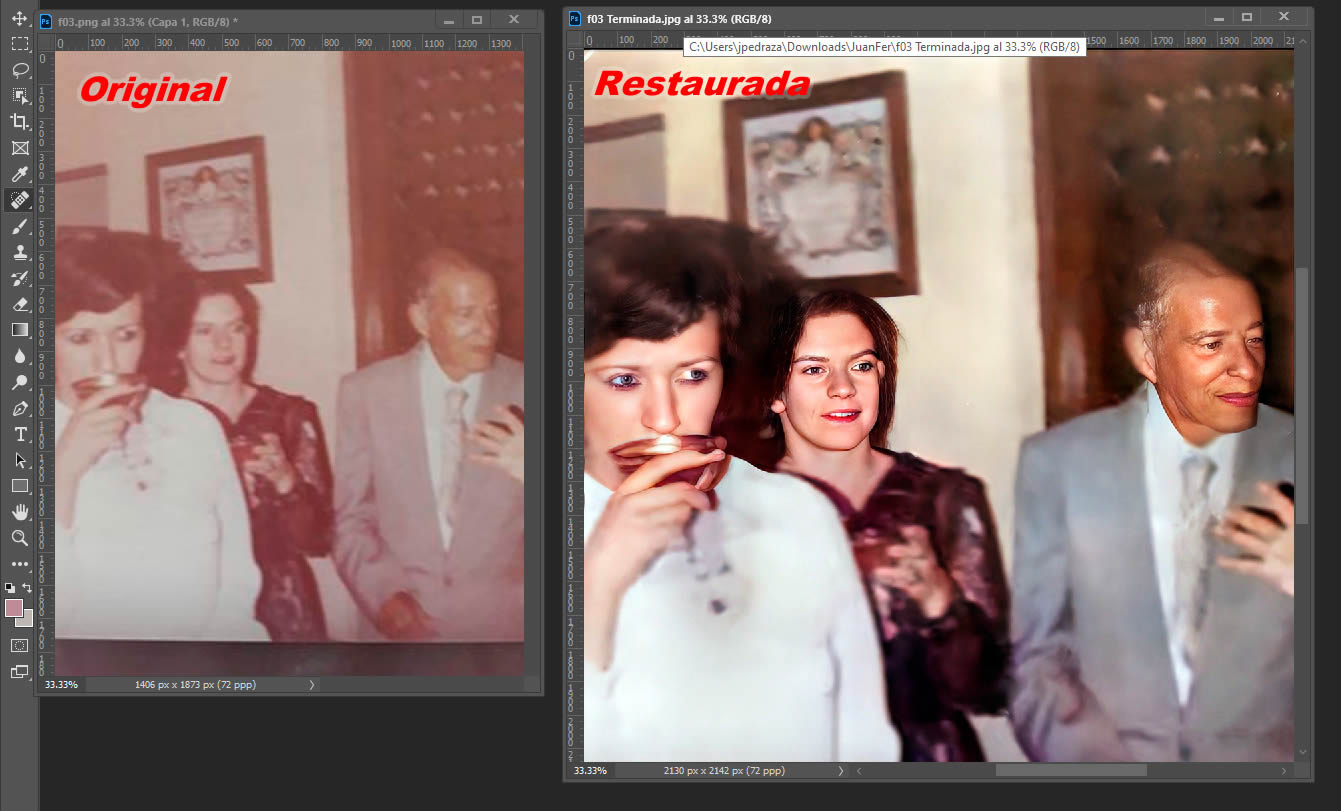 f03.png al 33.3% (Capa 1, RGB/8) *
0 100 200 300 400 500 600 700 800 900 1000 1100 1200 1300
Original
33.33% 1406 px x 1873 px (72 ppp)
f03 Terminada.jpg al 33.3% (RGB/8)
0 100 200 1500 1600 1700 1800 1900 2000
C:\Users\jpedraza\Downloads\JuanFer\f03 Terminada.jpg al 33.3% (RGB/8)
Restaurada
33.33% 2130 px x 2142 px (72 ppp)